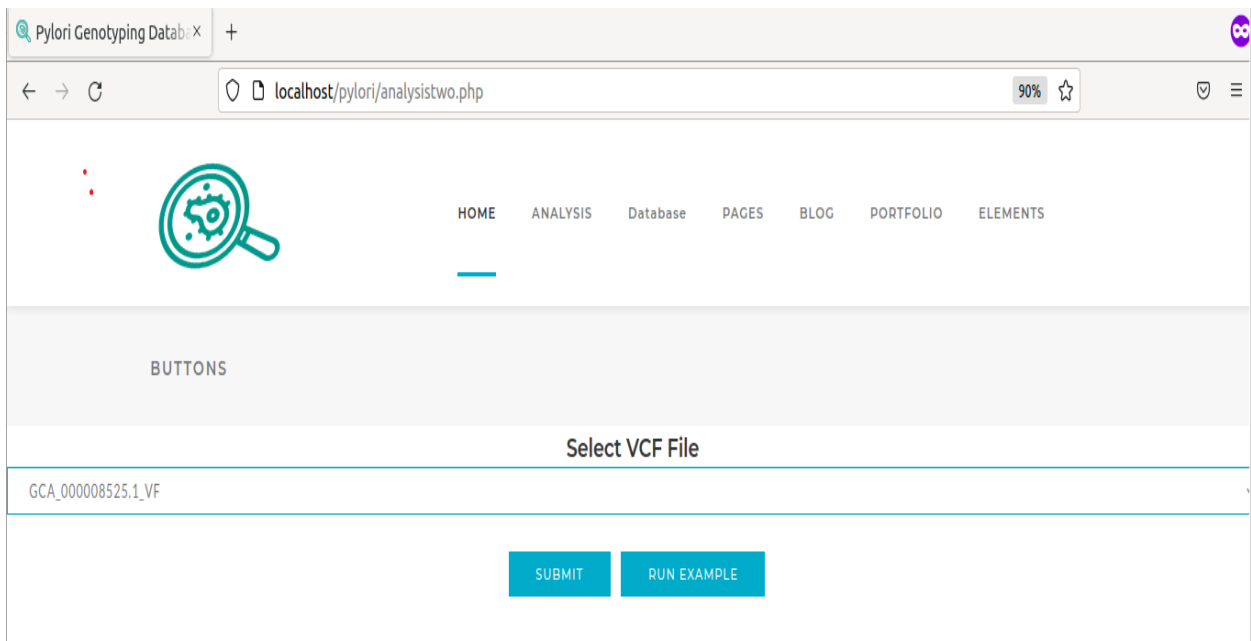 Pylori Genotyping Databa
localhost/pylori/analysistwo.php 90%
HOME ANALYSIS Database PAGES BLOG PORTFOLIO ELEMENTS
BUTTONS
Select VCF File
GCA_000008525.1_VF
SUBMIT RUN EXAMPLE